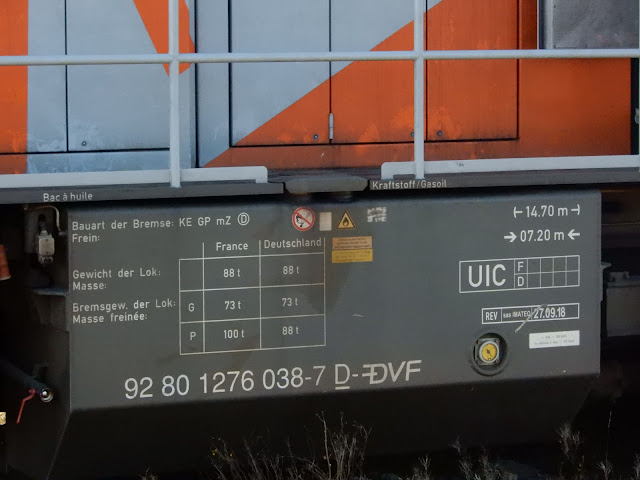 Bac à huile
Kraftstoff/Gasoil
Bauart der Bremse: KE GP mZ D
Frein:
France Deutschland
Gewicht der Lok: 88 t 88 t
Masse:
Bremsgew. der Lok: G 73 t 73 t
Masse freinée:
P 100 t 88 t
14.70 m
07.20 m
UIC F
D
REV 27.09.18
92 80 1276 038-7 D-DVF